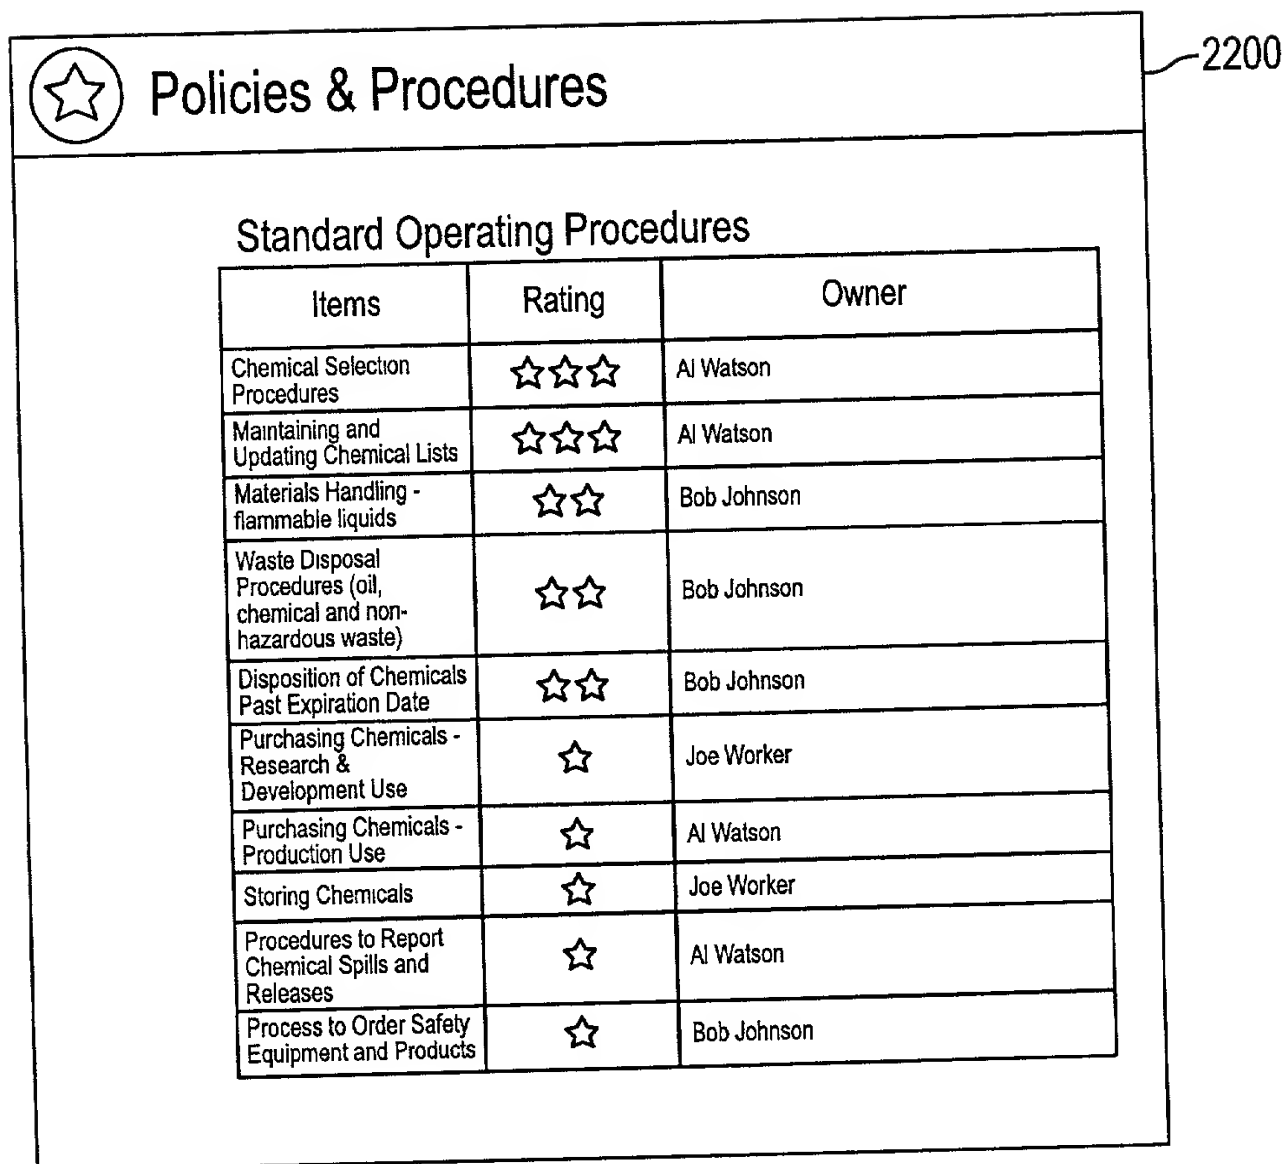 2200
Policies & Procedures
Standard Operating Procedures
Items Rating Owner
Chemical Selection
Procedures
Al Watson
Maintaining and
Updating Chemical Lists
Al Watson
Materials Handling -
flammable liquids
Bob Johnson
Waste Disposal
Procedures (oil,
chemical and non-
hazardous waste)
Bob Johnson
Disposition of Chemicals
Past Expiration Date
Bob Johnson
Purchasing Chemicals -
Research &
Development Use
Joe Worker
Purchasing Chemicals -
Production Use
Al Watson
Storing Chemicals
Joe Worker
Procedures to Report
Chemical Spills and
Releases
Al Watson
Process to Order Safety
Equipment and Products
Bob Johnson